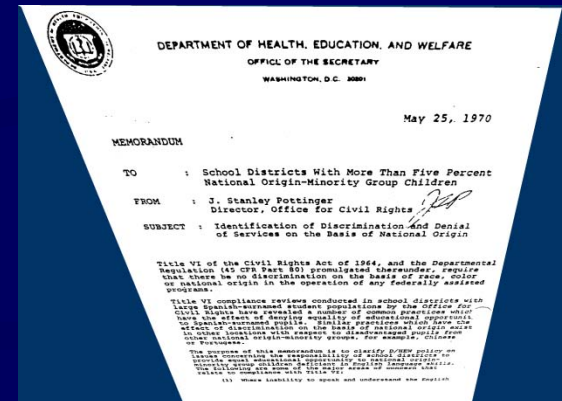 DEPARTMENT OF HEALTH, EDUCATION, AND WELFARE
OFFICE OF THE SECRETARY
WASHINGTON, D.C. 20201
May 25, 1970
MEMORANDUM
TO : School Districts With More Than Five Percent
National Origin-Minority Group Children
FROM : J. Stanley Pottinger
Director, Office for Civil Rights
SUBJECT : Identification of Discrimination and Denial
of Services on the Basis of National Origin
Title VI of the Civil Rights Act of 1964, and the Departmental
Regulation (45 CFR Part 80) promulgated thereunder, require
that there be no discrimination on the basis of race, color
or national origin in the operation of any federally assisted
programs.
Title VI compliance reviews conducted in school districts with
large Spanish-surnamed student populations by the Office for
Civil Rights have revealed a number of common practices which
have the effect of denying equality of educational opportuniti
to Spanish-surnamed pupils. Similar practices which have the
effect of discrimination on the basis of national origin exist
in other locations with respect to disadvantaged pupils from
other national origin-minority groups, for example, Chinese
or Portuguese.
The purpose of this memorandum is to clarify D/HEW policy on
issues concerning the responsibility of school districts to
provide equal educational opportunity to national origin-
minority group children deficient in English language skills.
The following are some of the major areas of concern that
relate to compliance with Title VI:
(1) Where inability to speak and understand the English